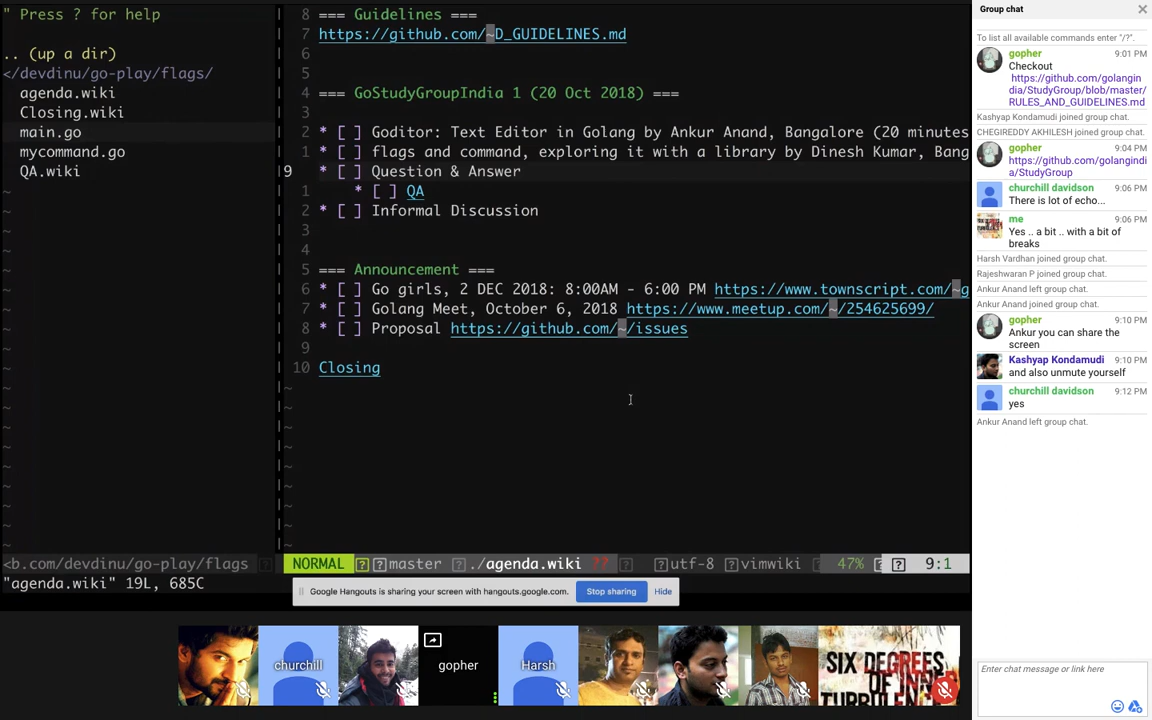 " Press ? for help
.. (up a dir)
</devdinu/go-play/flags/
agenda.wiki
Closing.wiki
main.go
mycommand.go
QA.wiki
~
<b.com/devdinu/go-play/flags
"agenda.wiki" 19L, 685C
8 === Guidelines ===
7 https://github.com/~D_GUIDELINES.md
6
5
4 === GoStudyGroupIndia 1 (20 Oct 2018) ===
3
2 * [ ] Goditor: Text Editor in Golang by Ankur Anand, Bangalore (20 minutes
1 * [ ] flags and command, exploring it with a library by Dinesh Kumar, Bang
9 * [ ] Question & Answer
1 * [ ] QA
2 * [ ] Informal Discussion
3
4
5 === Announcement ===
6 * [ ] Go girls, 2 DEC 2018: 8:00AM - 6:00 PM https://www.townscript.com/~g
7 * [ ] Golang Meet, October 6, 2018 https://www.meetup.com/~/254625699/
8 * [ ] Proposal https://github.com/~/issues
9
10 Closing
NORMAL master ./agenda.wiki ?? utf-8 vimwiki 47% 9:1
Google Hangouts is sharing your screen with hangouts.google.com. Stop sharing Hide
churchill
gopher
Harsh
SIX DEGREES
OF INN
TURBULEN
Group chat
To list all available commands enter "/?".
gopher 9:01 PM
Checkout
https://github.com/golangin
dia/StudyGroup/blob/master/
RULES_AND_GUIDELINES.md
Kashyap Kondamudi joined group chat.
CHEGIREDDY AKHILESH joined group chat.
gopher 9:04 PM
https://github.com/golangindi
a/StudyGroup
churchill davidson 9:06 PM
There is lot of echo...
me 9:06 PM
Yes .. a bit .. with a bit of
breaks
Harsh Vardhan joined group chat.
Rajeshwaran P joined group chat.
Ankur Anand left group chat.
Ankur Anand joined group chat.
gopher 9:10 PM
Ankur you can share the
screen
Kashyap Kondamudi 9:10 PM
and also unmute yourself
churchill davidson 9:12 PM
yes
Ankur Anand left group chat.
Enter chat message or link here